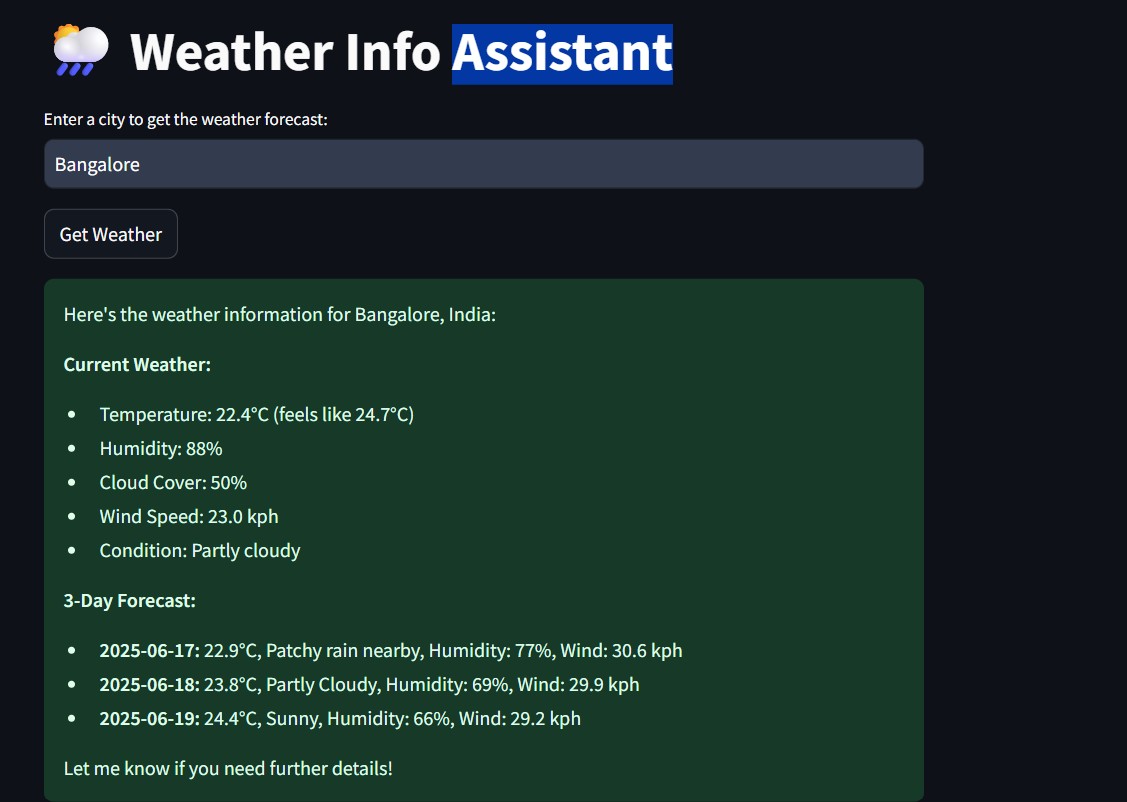 Weather Info Assistant
Enter a city to get the weather forecast:
Bangalore
Get Weather
Here's the weather information for Bangalore, India:
Current Weather:
• Temperature: 22.4°C (feels like 24.7°C)
• Humidity: 88%
• Cloud Cover: 50%
• Wind Speed: 23.0 kph
• Condition: Partly cloudy
3-Day Forecast:
• 2025-06-17: 22.9°C, Patchy rain nearby, Humidity: 77%, Wind: 30.6 kph
• 2025-06-18: 23.8°C, Partly Cloudy, Humidity: 69%, Wind: 29.9 kph
• 2025-06-19: 24.4°C, Sunny, Humidity: 66%, Wind: 29.2 kph
Let me know if you need further details!